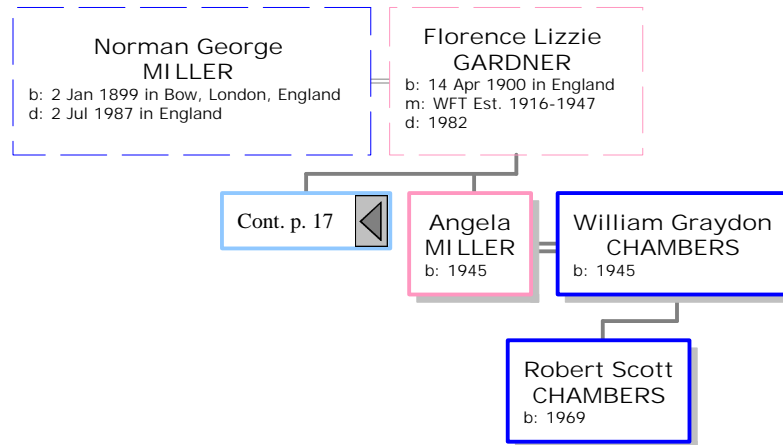 Norman George
MILLER
b: 2 Jan 1899 in Bow, London, England
d: 2 Jul 1987 in England
Florence Lizzie
GARDNER
b: 14 Apr 1900 in England
m: WFT Est. 1916-1947
d: 1982
Cont. p. 17
Angela
MILLER
b: 1945
William Graydon
CHAMBERS
b: 1945
Robert Scott
CHAMBERS
b: 1969